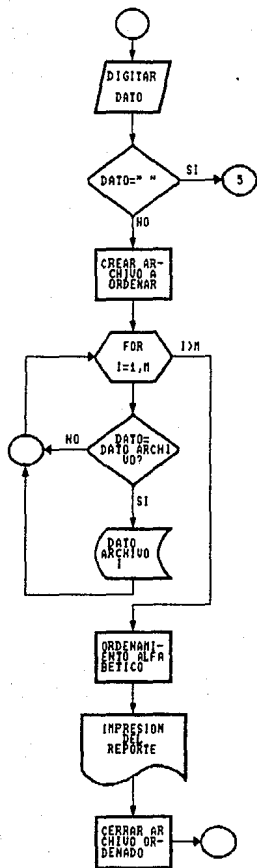 DIGITAR
DATO
DATO=" "
SI
5
NO
CREAR AR-
CHIVO A
ORDENAR
FOR
I=1,M
I>M
NO
DATO=
DATO ARCHI
VO?
SI
DATO
ARCHIVO
I
ORDENAMI-
ENTO ALFA
BETICO
IMPRESION
DEL
REPORTE
CERRAR AR
CHIVO OR-
DENADO